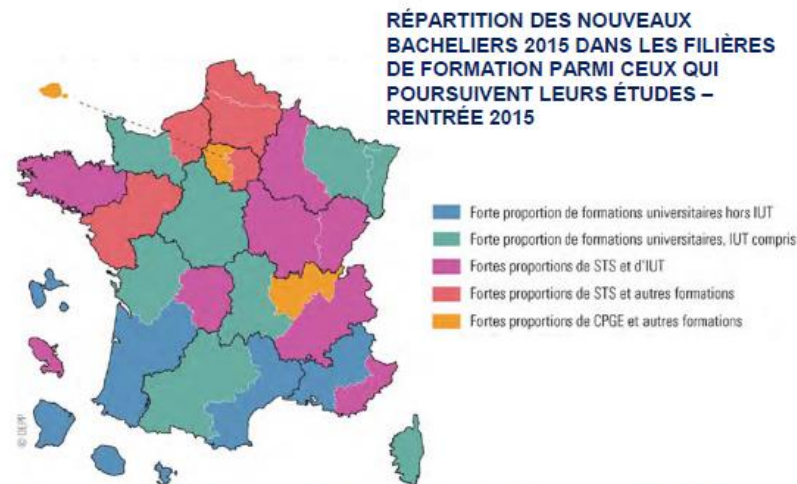 RÉPARTITION DES NOUVEAUX
BACHELIERS 2015 DANS LES FILIÈRES
DE FORMATION PARMI CEUX QUI
POURSUIVENT LEURS ÉTUDES –
RENTRÉE 2015
Forte proportion de formations universitaires hors IUT
Forte proportion de formations universitaires, IUT compris
Fortes proportions de STS et d'IUT
Fortes proportions de STS et autres formations
Fortes proportions de CPGE et autres formations
© DEPP